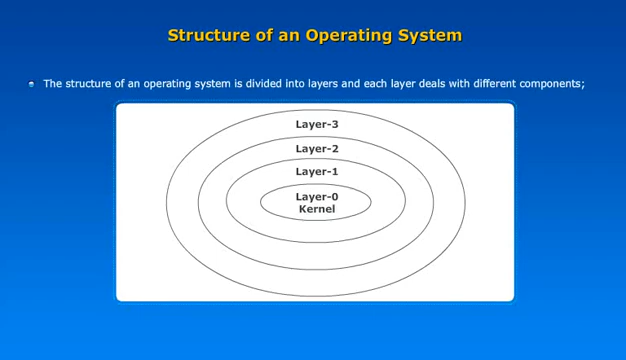 Structure of an Operating System
The structure of an operating system is divided into layers and each layer deals with different components;
Layer-3
Layer-2
Layer-1
Layer-0
Kernel